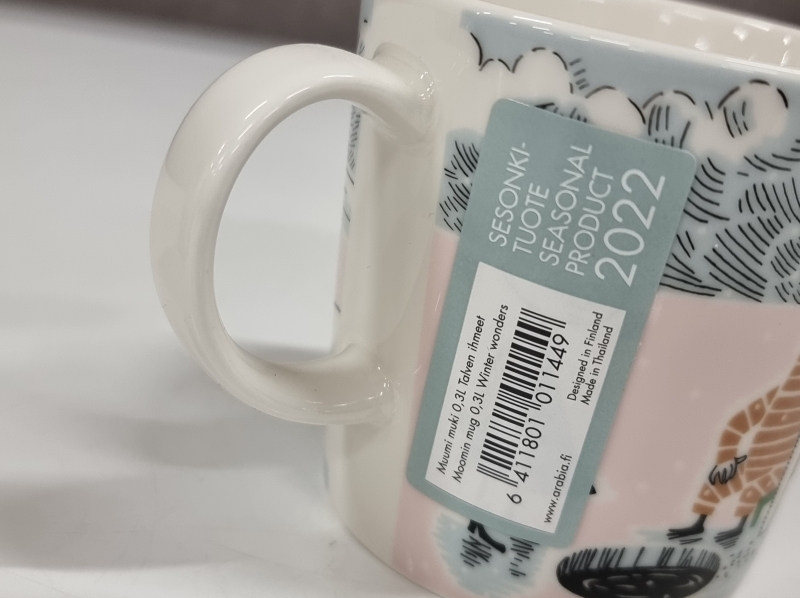 SESONKI-
TUOTE
SEASONAL
PRODUCT
2022
Muumi muki 0,3L Talven ihmeet
Moomin mug 0,3L Winter wonders
6 411801 011449
Designed in Finland
Made in Thailand
www.arabia.fi